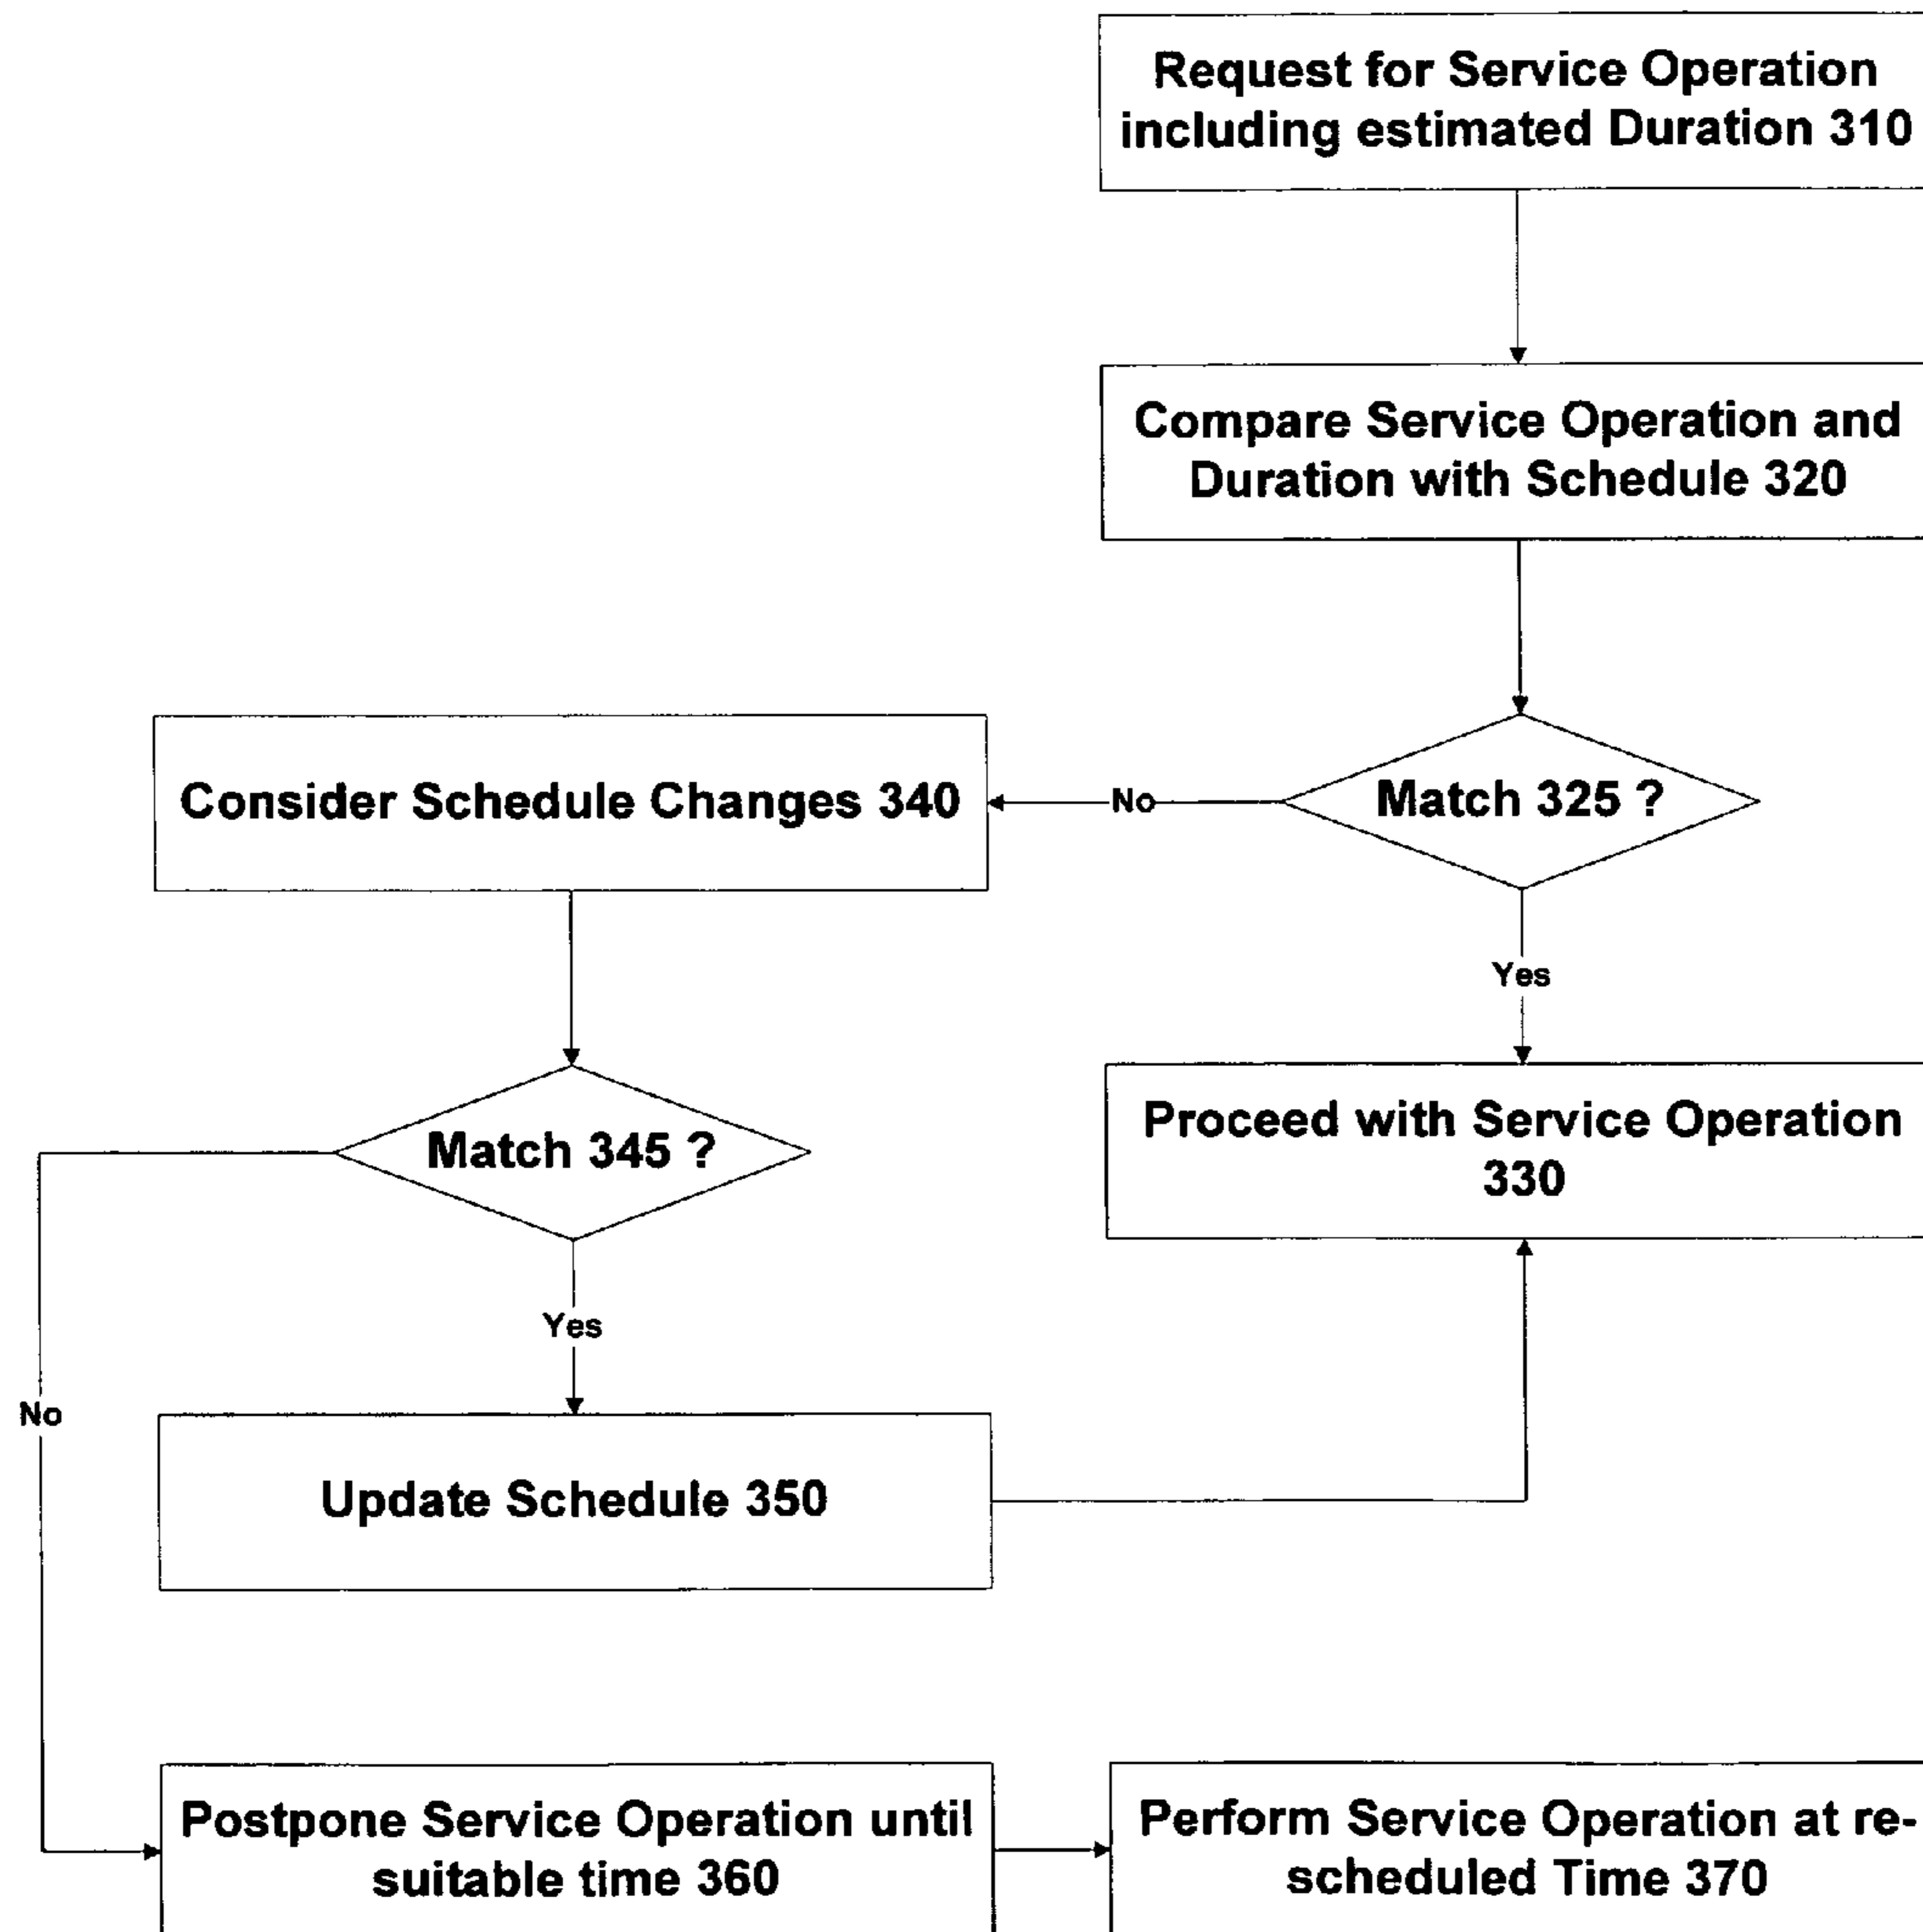 Request for Service Operation
including estimated Duration 310
Compare Service Operation and
Duration with Schedule 320
Consider Schedule Changes 340
No
Match 325 ?
Yes
Match 345 ?
Proceed with Service Operation
330
Yes
No
Update Schedule 350
Postpone Service Operation until
suitable time 360
Perform Service Operation at re-
scheduled Time 370